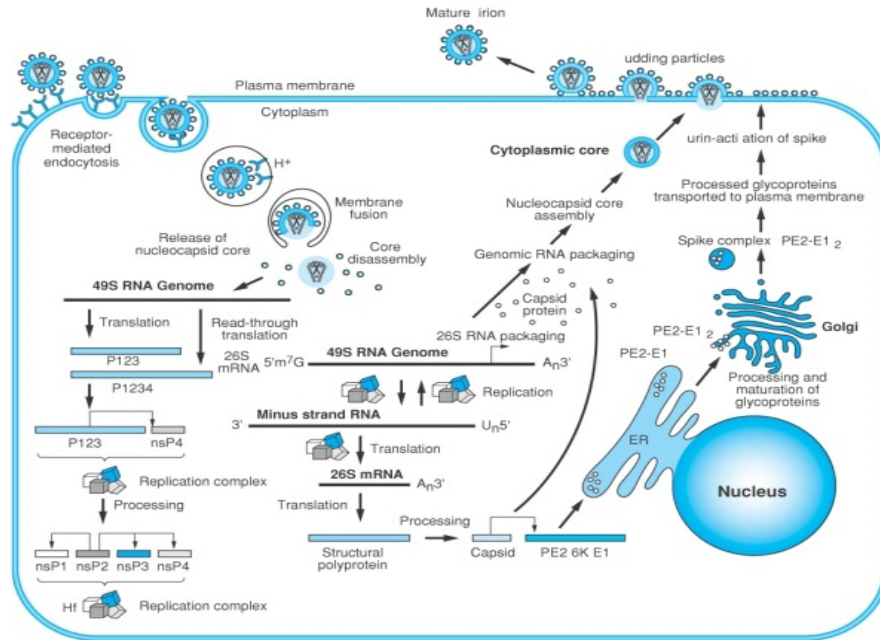 Mature irion
udding particles
Plasma membrane
Cytoplasm
Receptor-
mediated
endocytosis
H+
Membrane
fusion
Release of
nucleocapsid core
Core
disassembly
49S RNA Genome
Translation
Read-through
translation
P123
P1234
P123
nsP4
Replication complex
Processing
nsP1
nsP2
nsP3
nsP4
Hf
Replication complex
26S
mRNA
5'm⁷G
49S RNA Genome
An3'
26S RNA packaging
Replication
Minus strand RNA
3'
Un5'
Translation
26S mRNA
An3'
Translation
Structural
polyprotein
Processing
Capsid
PE2 6K E1
Capsid
protein
Genomic RNA packaging
Nucleocapsid core
assembly
Cytoplasmic core
urin-acti ation of spike
Processed glycoproteins
transported to plasma membrane
Spike complex PE2-E1 2
Golgi
PE2-E1 2
PE2-E1
Processing and
maturation of
glycoproteins
ER
Nucleus